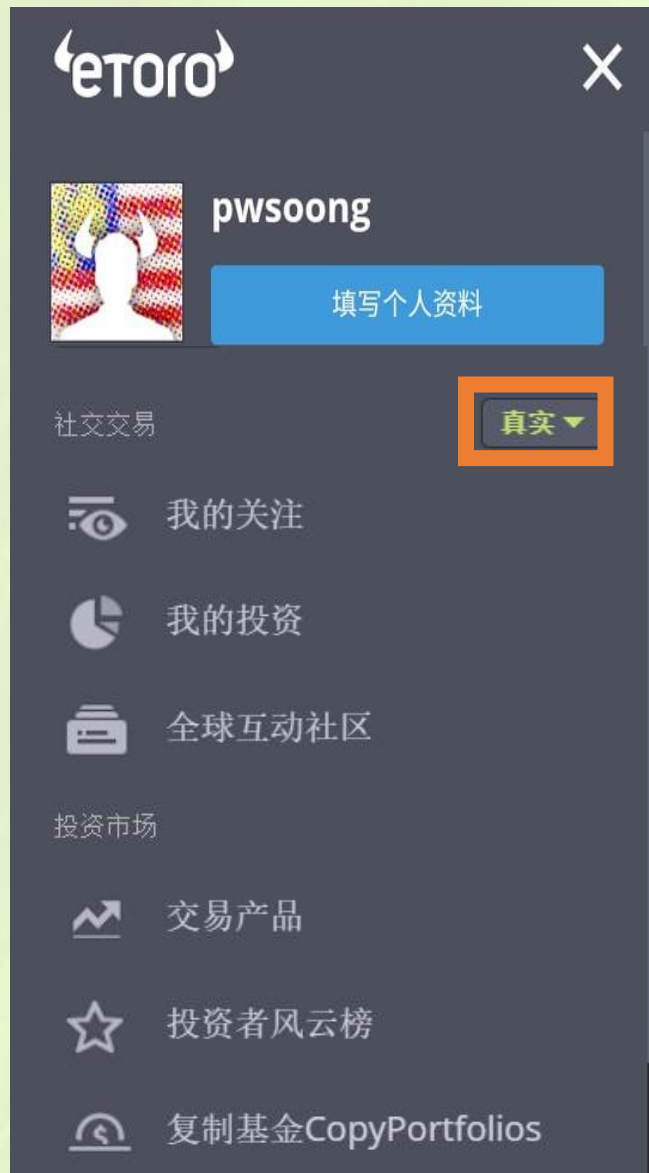 eToro
pwsoong
填写个人资料
社交交易
真实
我的关注
我的投资
全球互动社区
投资市场
交易产品
投资者风云榜
复制基金CopyPortfolios